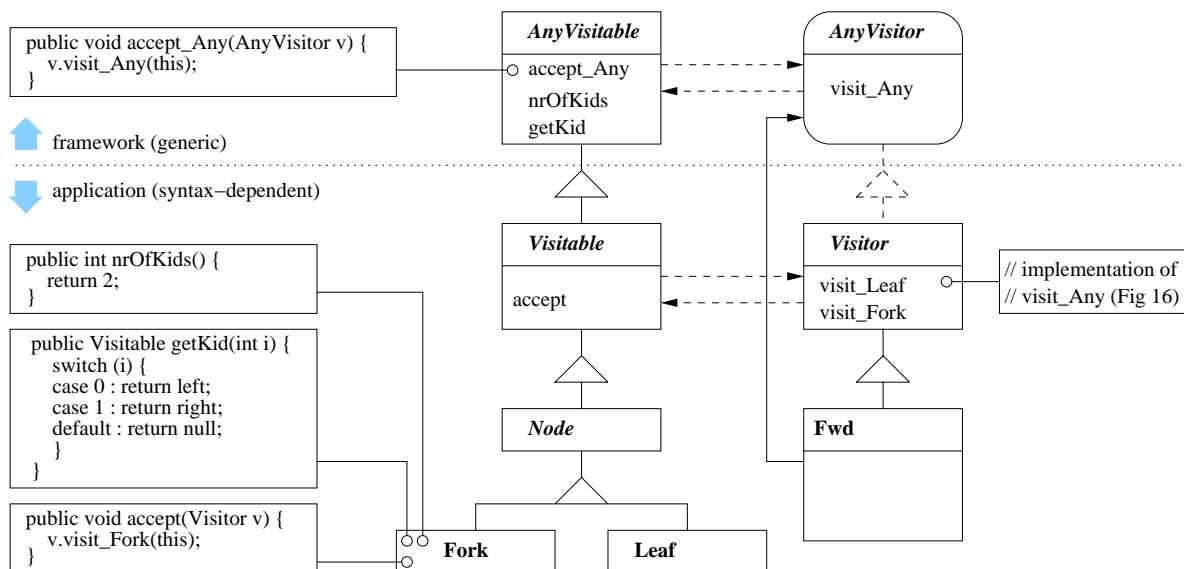 public void accept_Any(AnyVisitor v) {
v.visit_Any(this);
}
AnyVisitable
accept_Any
nrOfKids
getKid
AnyVisitor
visit_Any
framework (generic)
application (syntax−dependent)
public int nrOfKids() {
return 2;
}
Visitable
accept
Visitor
visit_Leaf
visit_Fork
// implementation of
// visit_Any (Fig 16)
public Visitable getKid(int i) {
switch (i) {
case 0 : return left;
case 1 : return right;
default : return null;
}
}
Node
Fwd
public void accept(Visitor v) {
v.visit_Fork(this);
}
Fork
Leaf